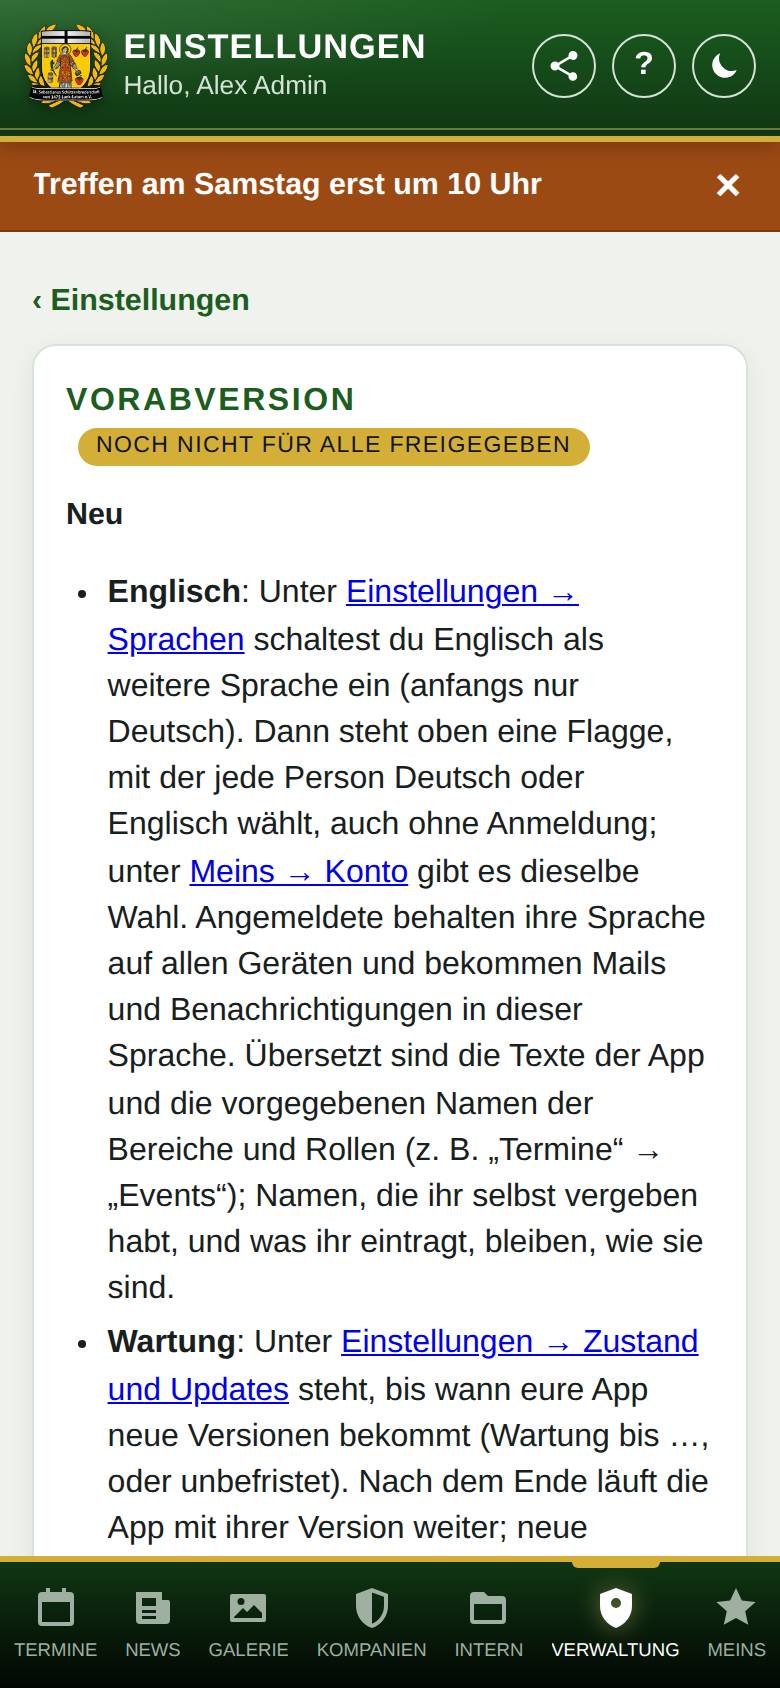 EINSTELLUNGEN
Hallo, Alex Admin
?
Treffen am Samstag erst um 10 Uhr
×
‹ Einstellungen
VORABVERSION
NOCH NICHT FÜR ALLE FREIGEGEBEN
Neu
• Englisch: Unter Einstellungen →
Sprachen schaltest du Englisch als
weitere Sprache ein (anfangs nur
Deutsch). Dann steht oben eine Flagge,
mit der jede Person Deutsch oder
Englisch wählt, auch ohne Anmeldung;
unter Meins → Konto gibt es dieselbe
Wahl. Angemeldete behalten ihre Sprache
auf allen Geräten und bekommen Mails
und Benachrichtigungen in dieser
Sprache. Übersetzt sind die Texte der App
und die vorgegebenen Namen der
Bereiche und Rollen (z. B. „Termine“ →
„Events“); Namen, die ihr selbst vergeben
habt, und was ihr eintragt, bleiben, wie sie
sind.
• Wartung: Unter Einstellungen → Zustand
und Updates steht, bis wann eure App
neue Versionen bekommt (Wartung bis …,
oder unbefristet). Nach dem Ende läuft die
App mit ihrer Version weiter; neue
TERMINE NEWS GALERIE KOMPANIEN INTERN VERWALTUNG MEINS